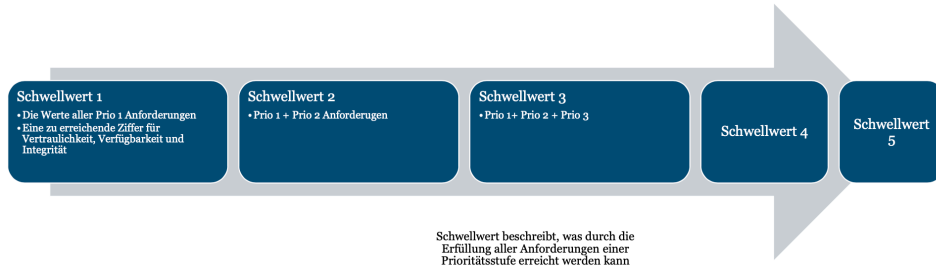 Schwellwert 1
• Die Werte aller Prio 1 Anforderungen
• Eine zu erreichende Ziffer für
Vertraulichkeit, Verfügbarkeit und
Integrität
Schwellwert 2
• Prio 1 + Prio 2 Anforderugen
Schwellwert 3
• Prio 1+ Prio 2 + Prio 3
Schwellwert 4
Schwellwert
5
Schwellwert beschreibt, was durch die
Erfüllung aller Anforderungen einer
Prioritätsstufe erreicht werden kann